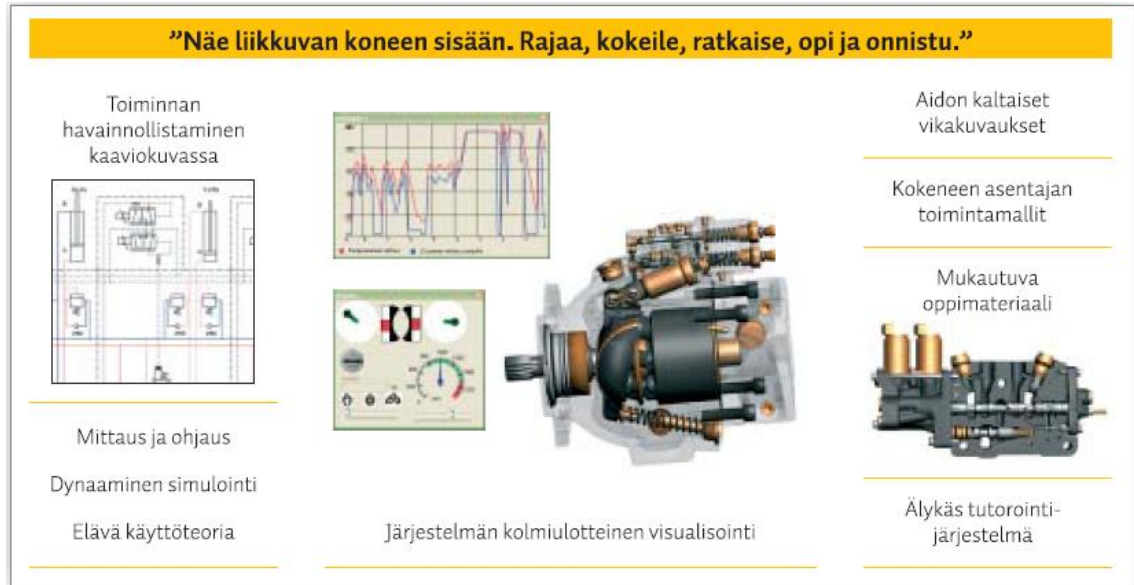 ”Näe liikkuvan koneen sisään. Rajaa, kokeile, ratkaise, opi ja onnistu.”
Toiminnan
havainnollistaminen
kaaviokuvassa
Mittaus ja ohjaus
Dynaaminen simulointi
Elävä käyttöteoria
Järjestelmän kolmiulotteinen visualisointi
Aidon kaltaiset
vikakuvaukset
Kokeneen asentajan
toimintamallit
Mukautuva
oppimateriaali
Älykäs tutorointi-
järjestelmä